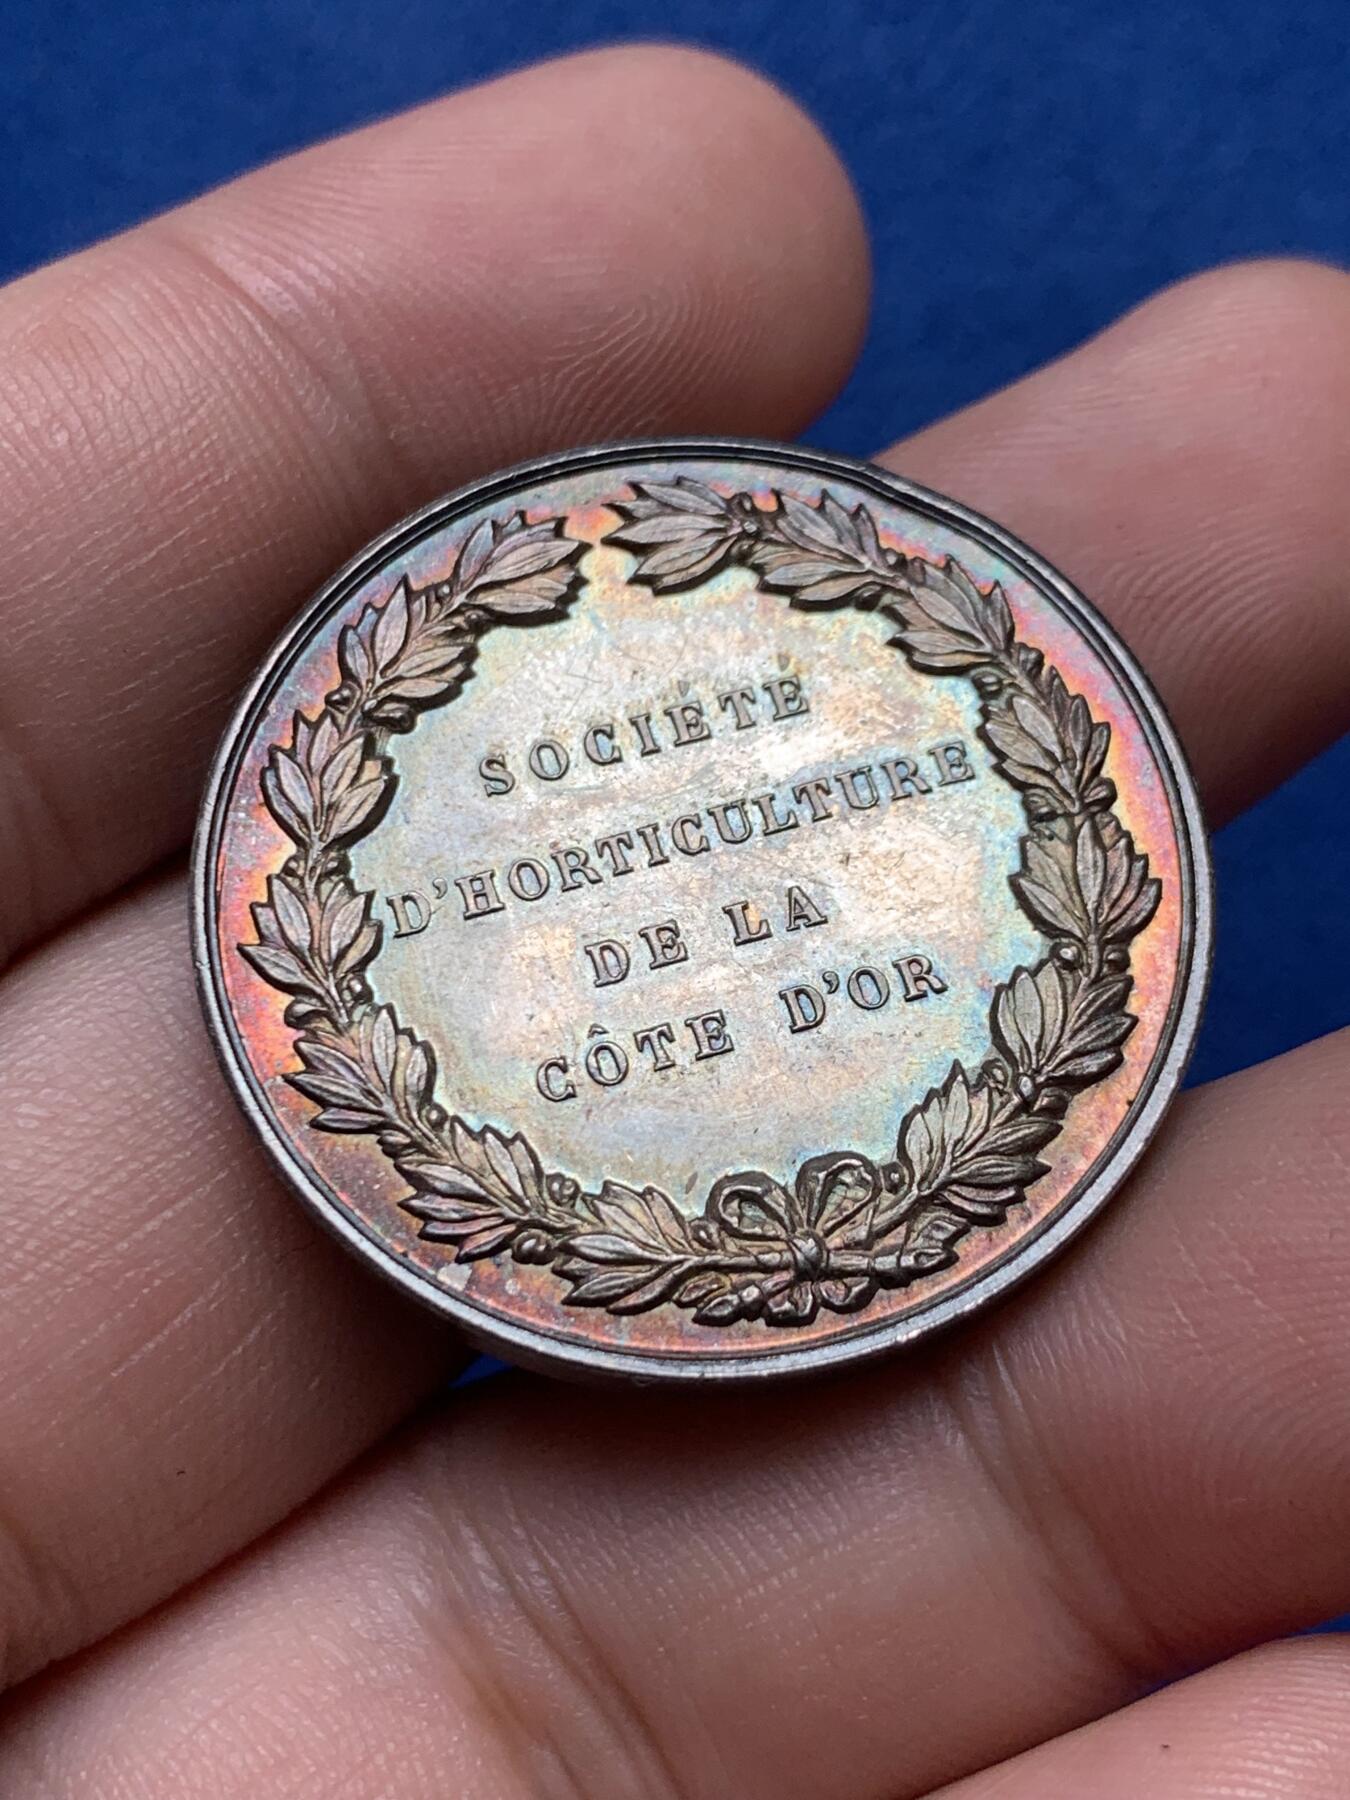 SOCIÉTÉ
D'HORTICULTURE
DE LA
CÔTE D'OR